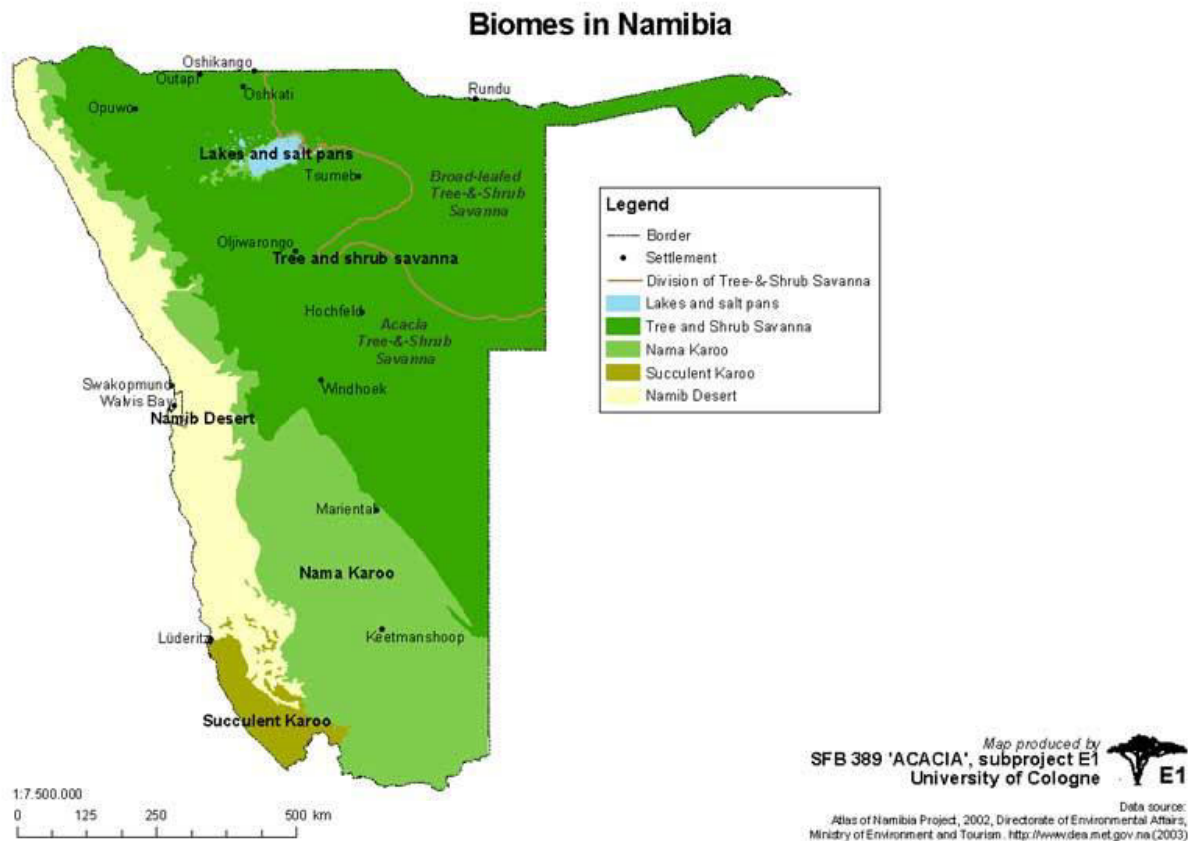 Biomes in Namibia
Oshikango
Outapi
Oshkati
Rundu
Opuwo
Lakes and salt pans
Tsumeb
Broad-leafed
Tree-&-Shrub
Savanna
Oljiwarongo
Tree and shrub savanna
Hochfeld
Acacia
Tree-&-Shrub
Savanna
Swakopmund
Windhoek
Walvis Bay
Namib Desert
Mariental
Nama Karoo
Lüderitz
Keetmanshoop
Succulent Karoo
Legend
Border
Settlement
Division of Tree-&-Shrub Savanna
Lakes and salt pans
Tree and Shrub Savanna
Nama Karoo
Succulent Karoo
Namib Desert
1:7.500.000
0 125 250 500 km
Map produced by
SFB 389 'ACACIA', subproject E1
University of Cologne
E1
Data source:
Atlas of Namibia Project, 2002, Directorate of Environmental Affairs,
Ministry of Environment and Tourism. http://www.dea.met.gov.na (2003)